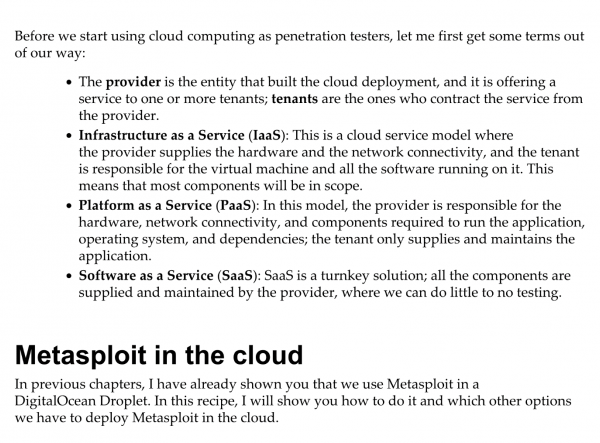 Before we start using cloud computing as penetration testers, let me first get some terms out
of our way:
• The provider is the entity that built the cloud deployment, and it is offering a
service to one or more tenants; tenants are the ones who contract the service from
the provider.
• Infrastructure as a Service (IaaS): This is a cloud service model where
the provider supplies the hardware and the network connectivity, and the tenant
is responsible for the virtual machine and all the software running on it. This
means that most components will be in scope.
• Platform as a Service (PaaS): In this model, the provider is responsible for the
hardware, network connectivity, and components required to run the application,
operating system, and dependencies; the tenant only supplies and maintains the
application.
• Software as a Service (SaaS): SaaS is a turnkey solution; all the components are
supplied and maintained by the provider, where we can do little to no testing.
Metasploit in the cloud
In previous chapters, I have already shown you that we use Metasploit in a
DigitalOcean Droplet. In this recipe, I will show you how to do it and which other options
we have to deploy Metasploit in the cloud.